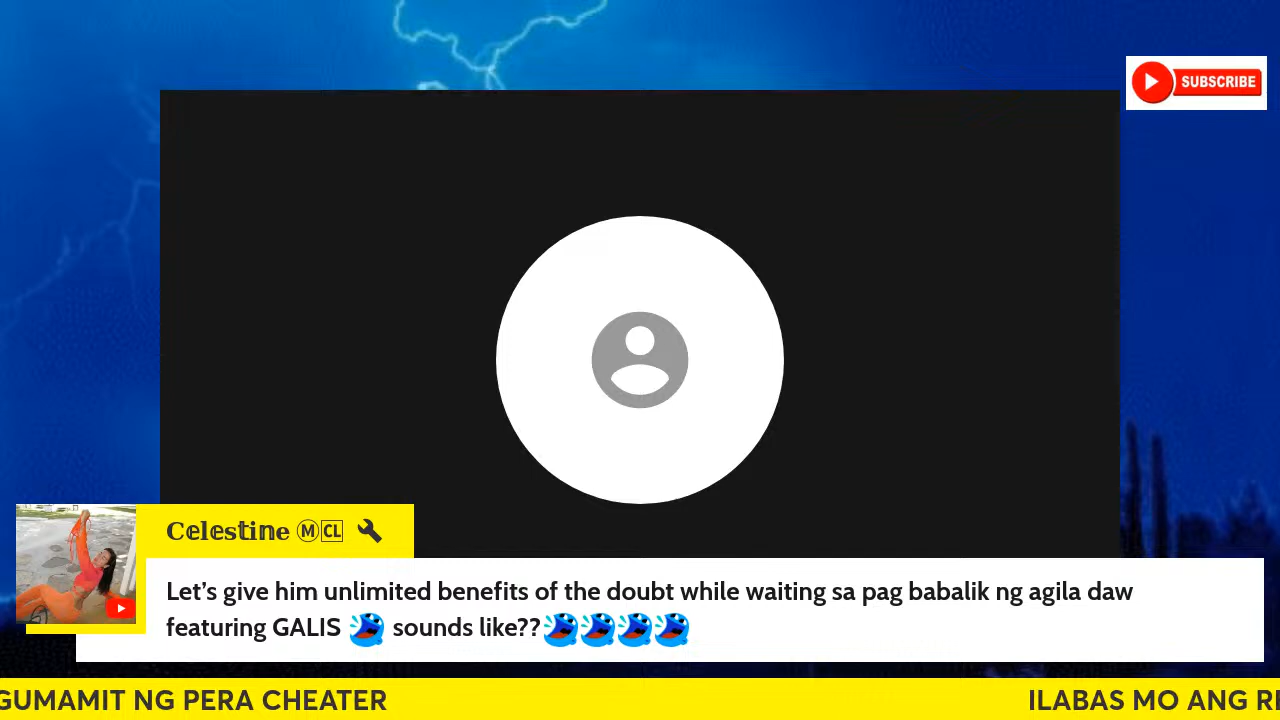 SUBSCRIBE
Celestine Ⓜ🄲🄻
Let’s give him unlimited benefits of the doubt while waiting sa pag babalik ng agila daw
featuring GALIS sounds like??
GUMAMIT NG PERA CHEATER
ILABAS MO ANG